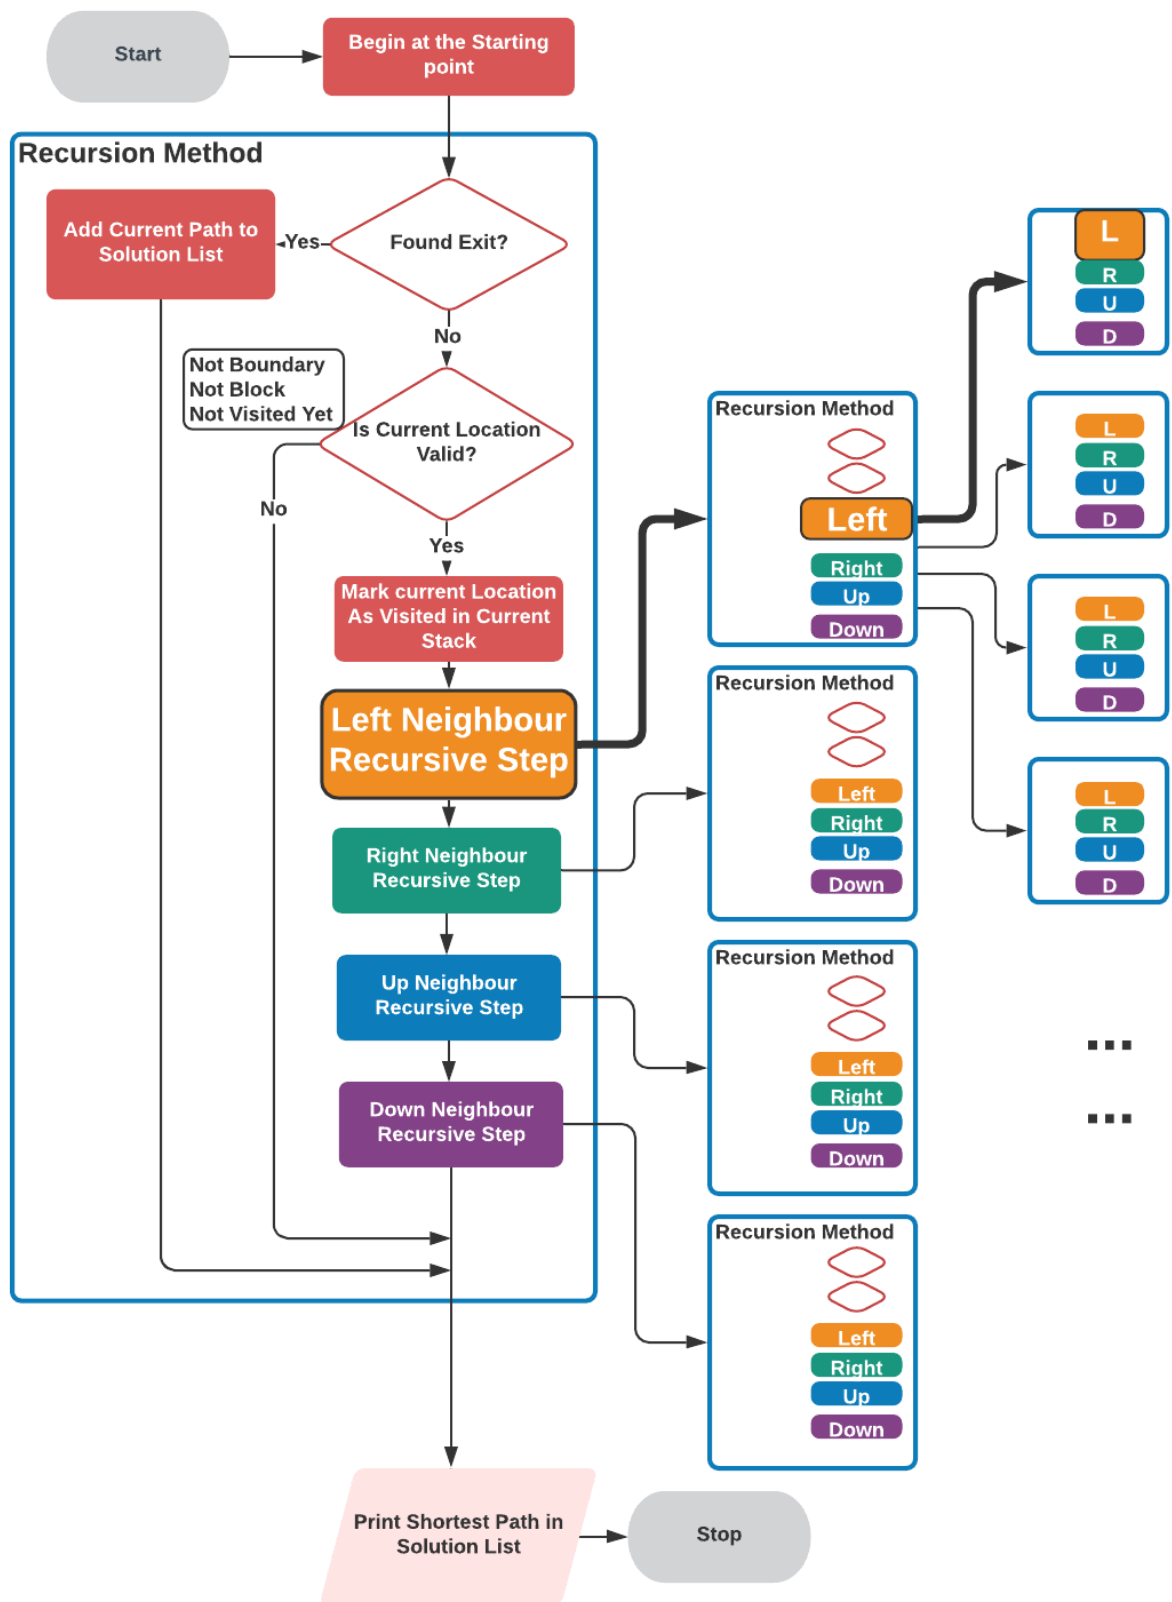 Start
Begin at the Starting
point
Recursion Method
Add Current Path to
Solution List
Yes
Found Exit?
No
Not Boundary
Not Block
Not Visited Yet
Is Current Location
Valid?
No
Yes
Mark current Location
As Visited in Current
Stack
Left Neighbour
Recursive Step
Right Neighbour
Recursive Step
Up Neighbour
Recursive Step
Down Neighbour
Recursive Step
Print Shortest Path in
Solution List
Stop
Recursion Method
Left
Right
Up
Down
Recursion Method
Left
Right
Up
Down
Recursion Method
Left
Right
Up
Down
Recursion Method
Left
Right
Up
Down
L
R
U
D
L
R
U
D
L
R
U
D
L
R
U
D
...
...